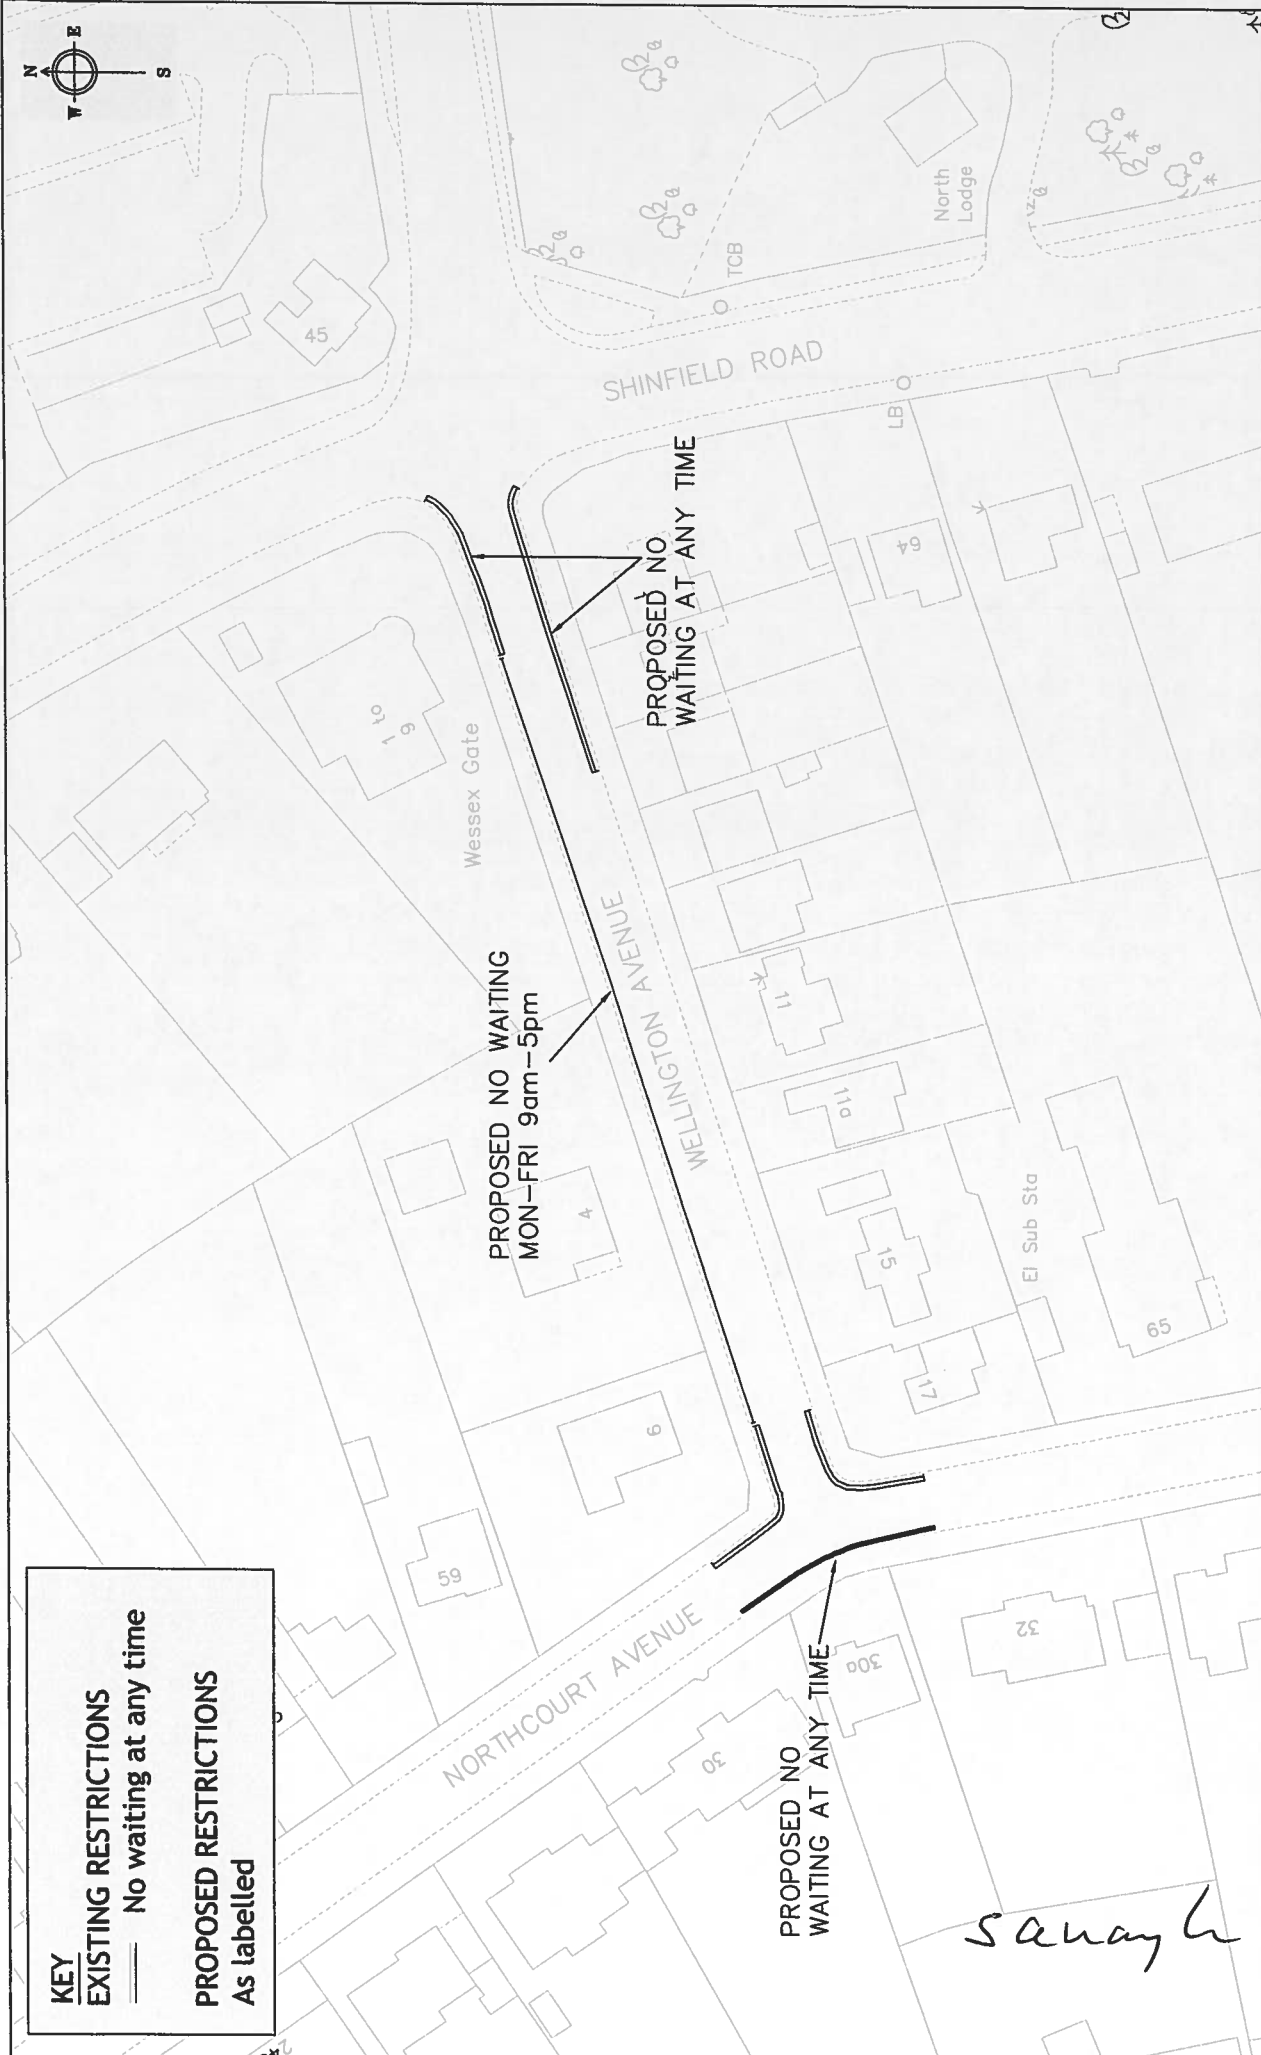 N
W
E
S
KEY
EXISTING RESTRICTIONS
No waiting at any time
PROPOSED RESTRICTIONS
As labelled
45
North
Lodge
TCB
SHINFIELD ROAD
LB
64
PROPOSED NO
WAITING AT ANY TIME
1 to
9
Wessex Gate
WELLINGTON AVENUE
PROPOSED NO WAITING
MON–FRI 9am–5pm
11
11a
4
15
17
El Sub Sta
65
6
59
NORTHCOURT AVENUE
30
30a
32
PROPOSED NO
WAITING AT ANY TIME